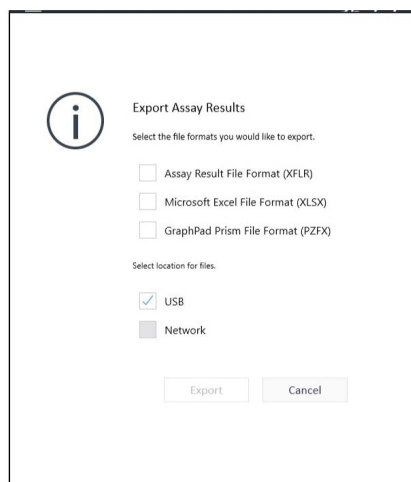 Export Assay Results
Select the file formats you would like to export.
Assay Result File Format (XFLR)
Microsoft Excel File Format (XLSX)
GraphPad Prism File Format (PZFX)
Select location for files.
USB
Network
Export
Cancel